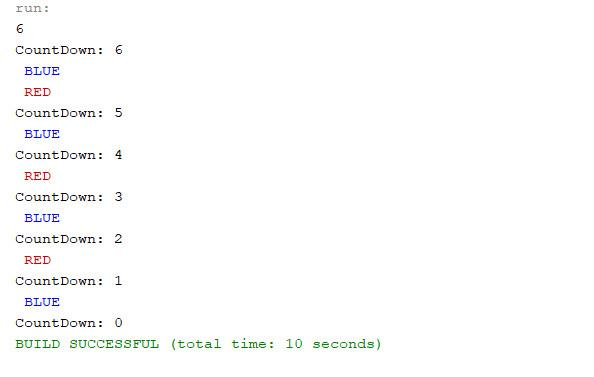 run:
6
CountDown: 6
BLUE
RED
CountDown: 5
BLUE
CountDown: 4
RED
CountDown: 3
BLUE
CountDown: 2
RED
CountDown: 1
BLUE
CountDown: 0
BUILD SUCCESSFUL (total time: 10 seconds)